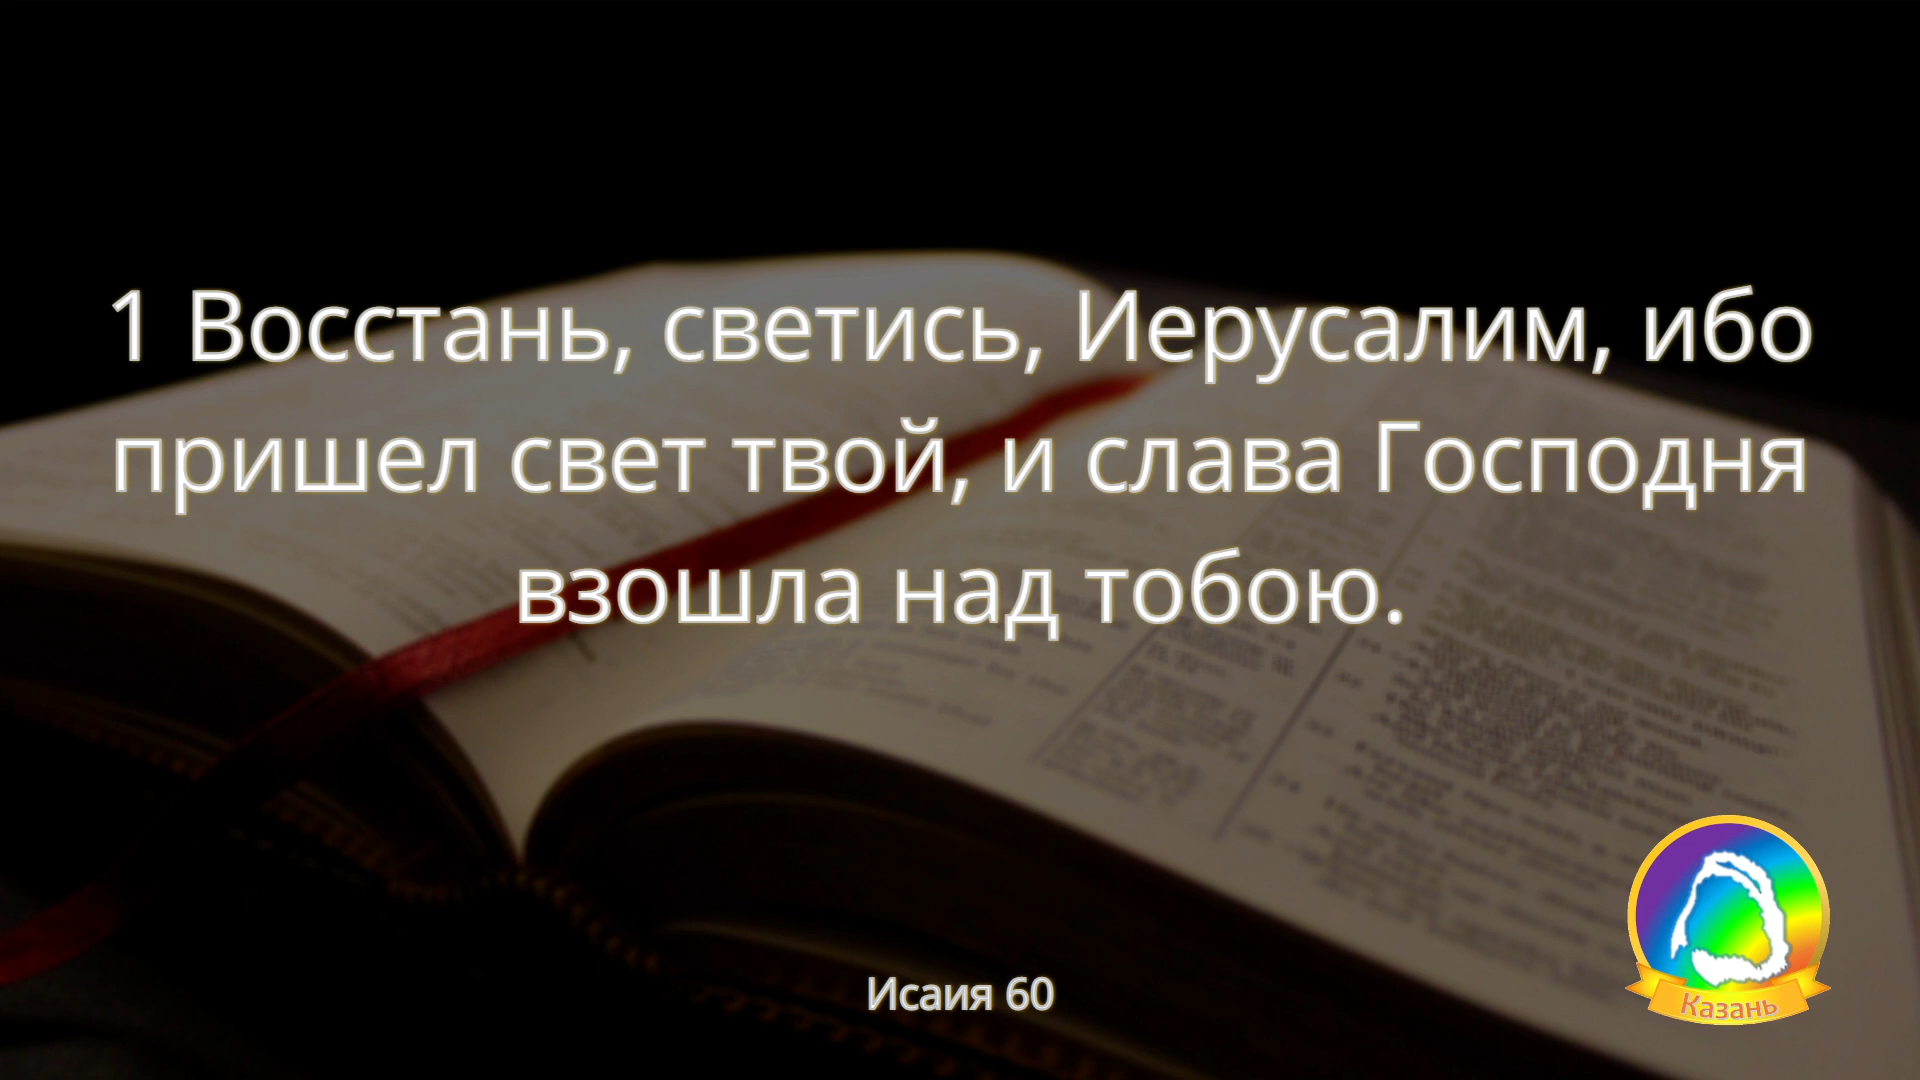 1 Восстань, светись, Иерусалим, ибо
пришел свет твой, и слава Господня
взошла над тобою.
Исаия 60
Казань